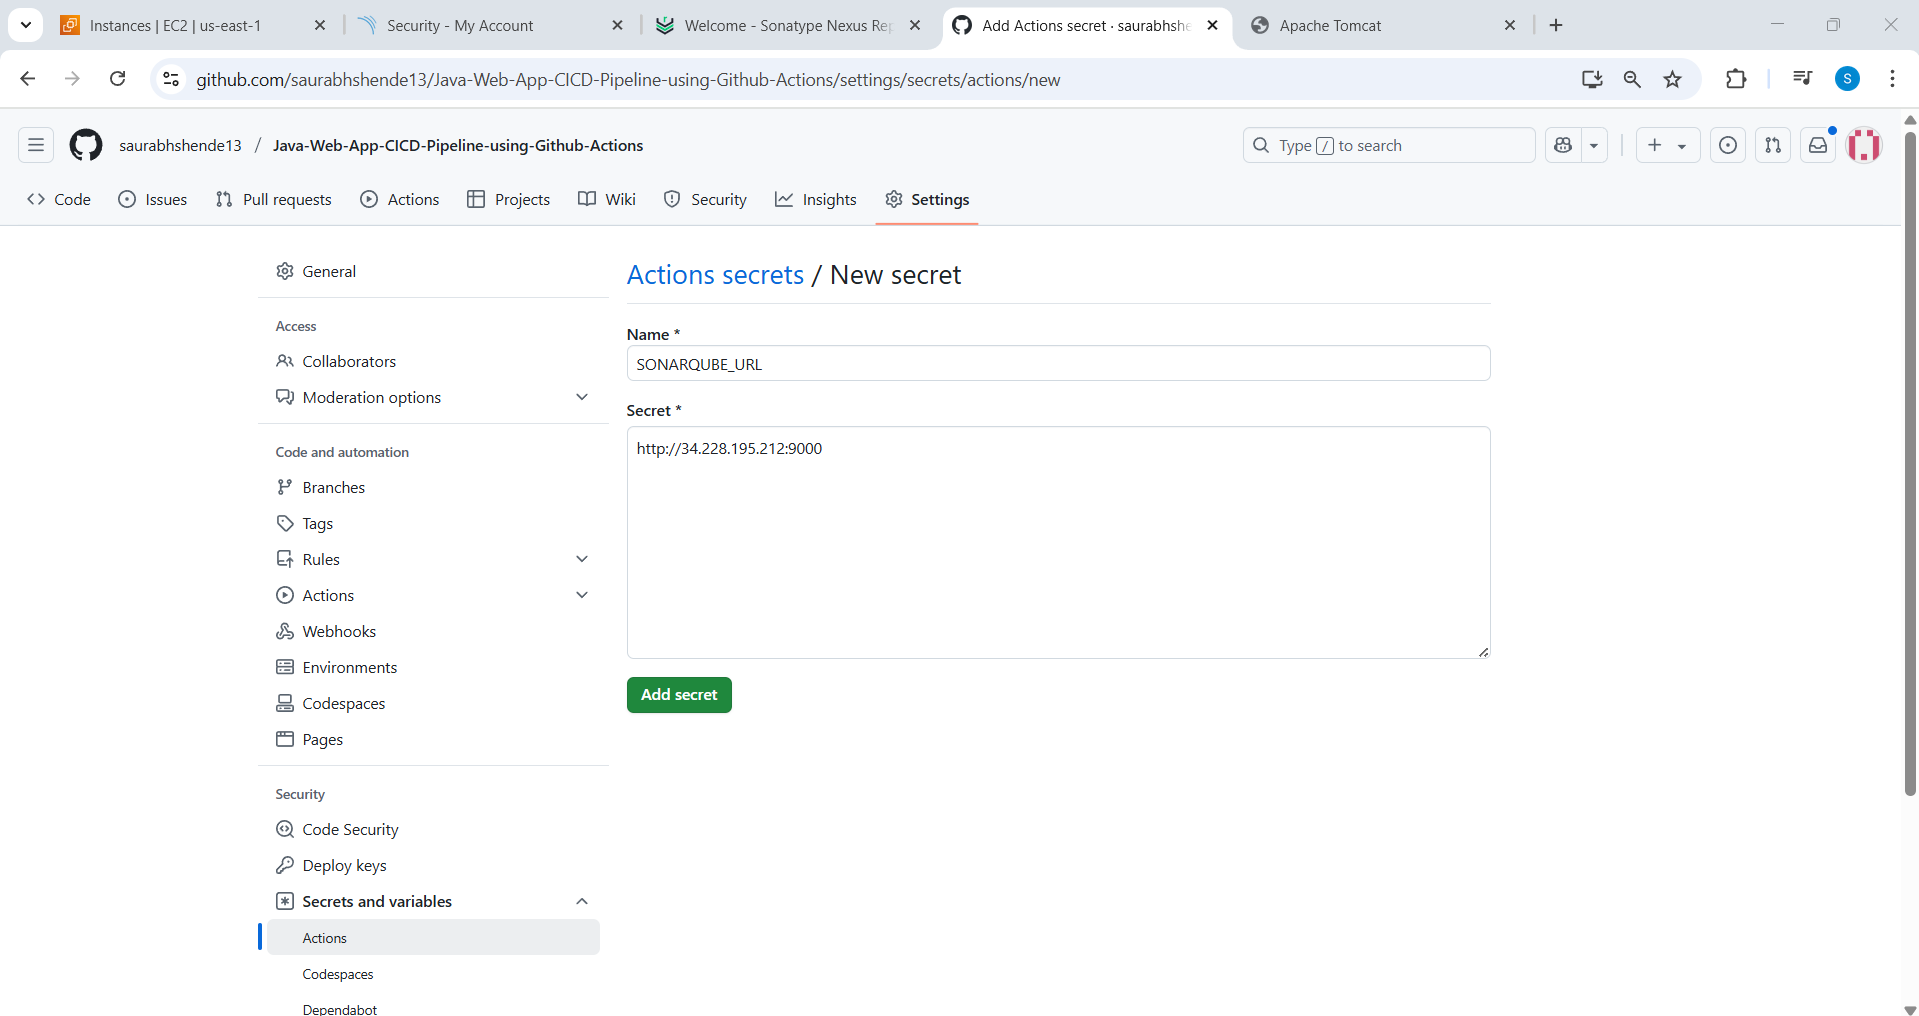 Instances | EC2 | us-east-1
Security - My Account
Welcome - Sonatype Nexus Rep
Add Actions secret · saurabhshe
Apache Tomcat
github.com/saurabhshende13/Java-Web-App-CICD-Pipeline-using-Github-Actions/settings/secrets/actions/new
S
saurabhshende13 / Java-Web-App-CICD-Pipeline-using-Github-Actions
Type / to search
Code
Issues
Pull requests
Actions
Projects
Wiki
Security
Insights
Settings
General
Access
Collaborators
Moderation options
Code and automation
Branches
Tags
Rules
Actions
Webhooks
Environments
Codespaces
Pages
Security
Code Security
Deploy keys
Secrets and variables
Actions
Codespaces
Dependabot
Actions secrets / New secret
Name *
SONARQUBE_URL
Secret *
http://34.228.195.212:9000
Add secret